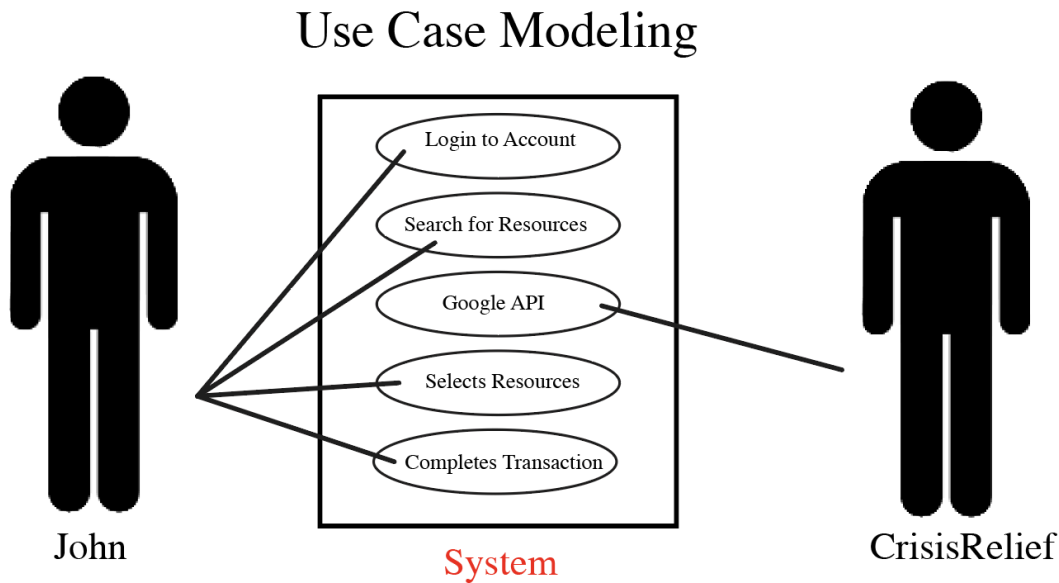 Use Case Modeling
Login to Account
Search for Resources
Google API
Selects Resources
Completes Transaction
John
System
CrisisRelief